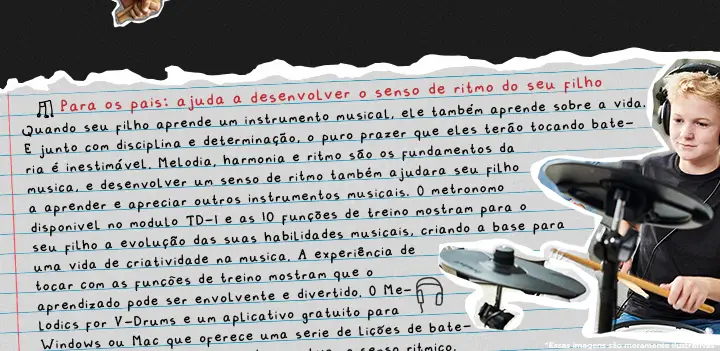 Para os pais: ajuda a desenvolver o senso de ritmo do seu filho
Quando seu filho aprende um instrumento musical, ele também aprende sobre a vida.
E junto com disciplina e determinação, o puro prazer que eles terão tocando bate-
ria é inestimável. Melodia, harmonia e ritmo são os fundamentos da
musica, e desenvolver um senso de ritmo também ajudara seu filho
a aprender e apreciar outros instrumentos musicais. O metronomo
disponivel no modulo TD-1 e as 10 funções de treino mostram para o
seu filho a evolução das suas habilidades musicais, criando a base para
uma vida de criatividade na musica. A experiência de
tocar com as funções de treino mostram que o
aprendizado pode ser envolvente e divertido. O Me-
lodics for V-Drums e um aplicativo gratuito para
Windows ou Mac que oferece uma série de lições de bate-
senso ritmico.
*Essas imagens são meramente ilustrativas